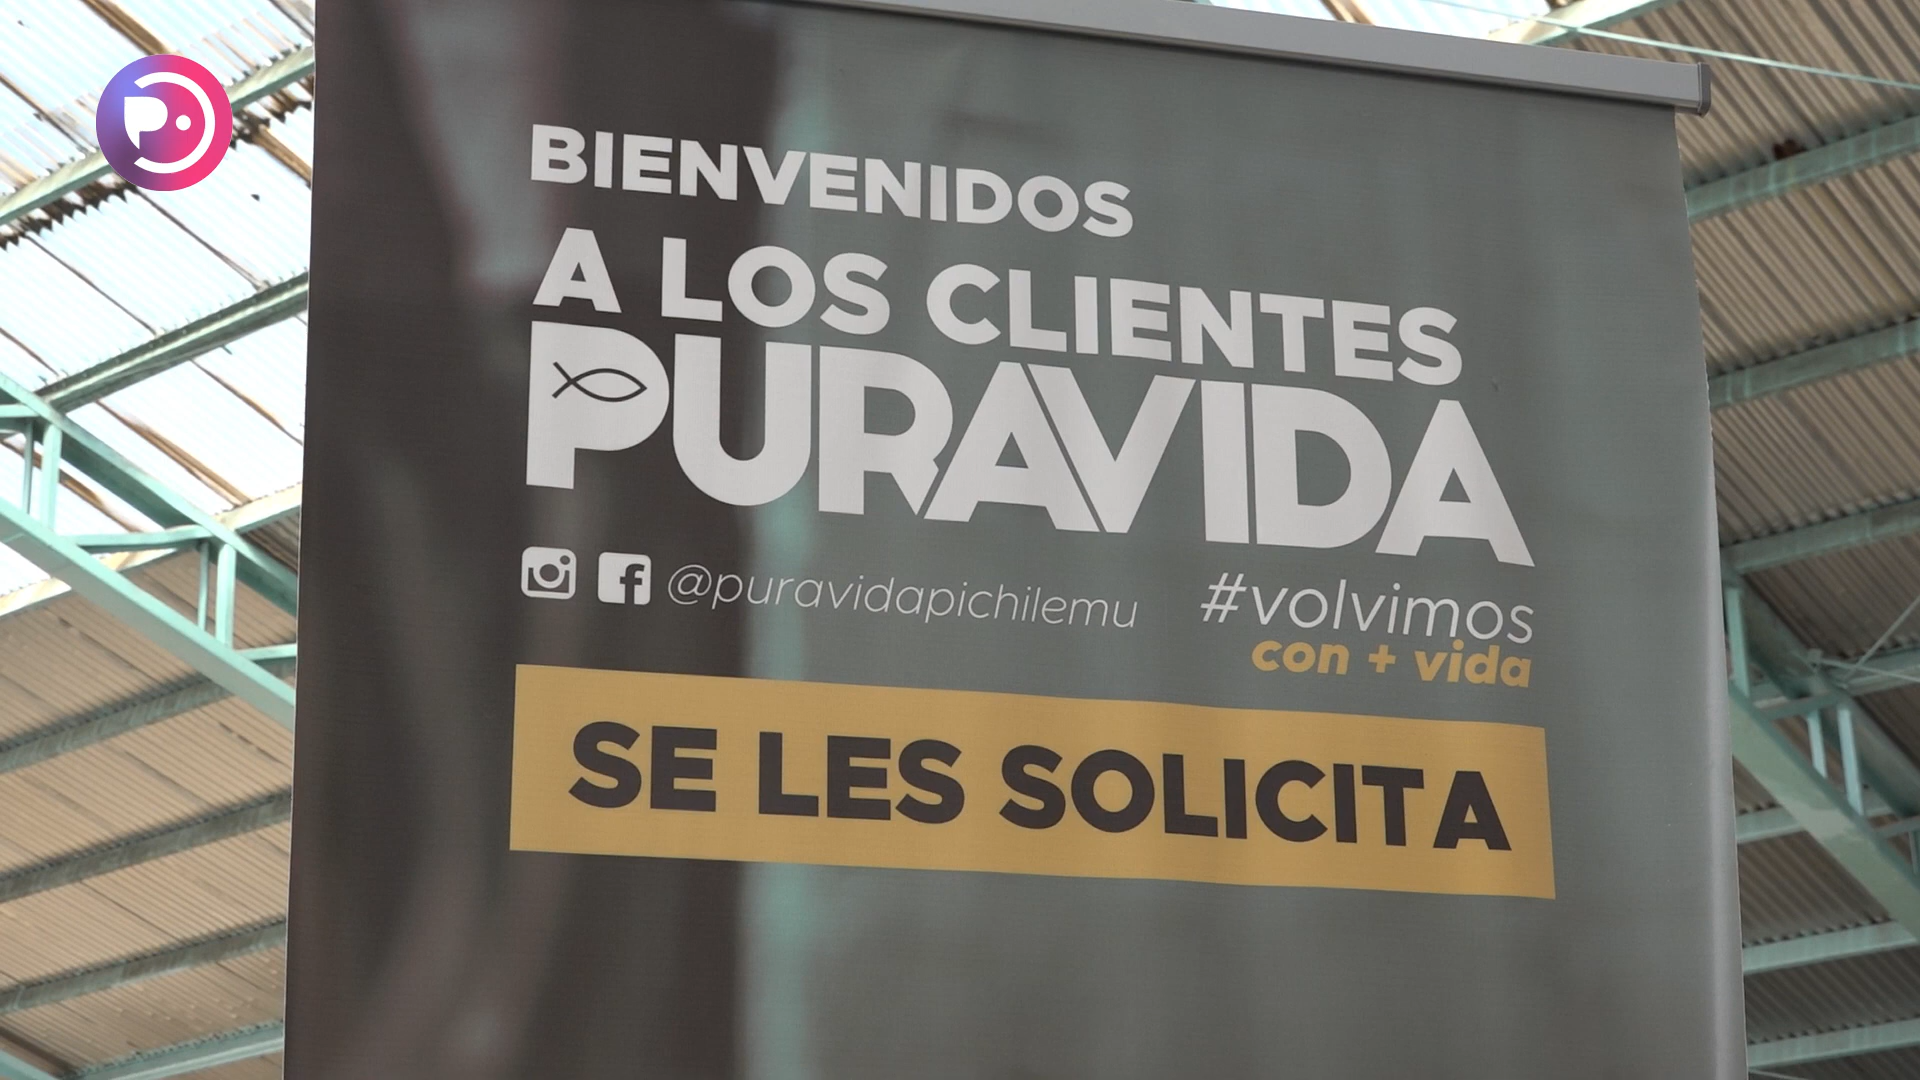 BIENVENIDOS
A LOS CLIENTES
PURAVIDA
@puravidapichilemu #volvimos
con + vida
SE LES SOLICITA